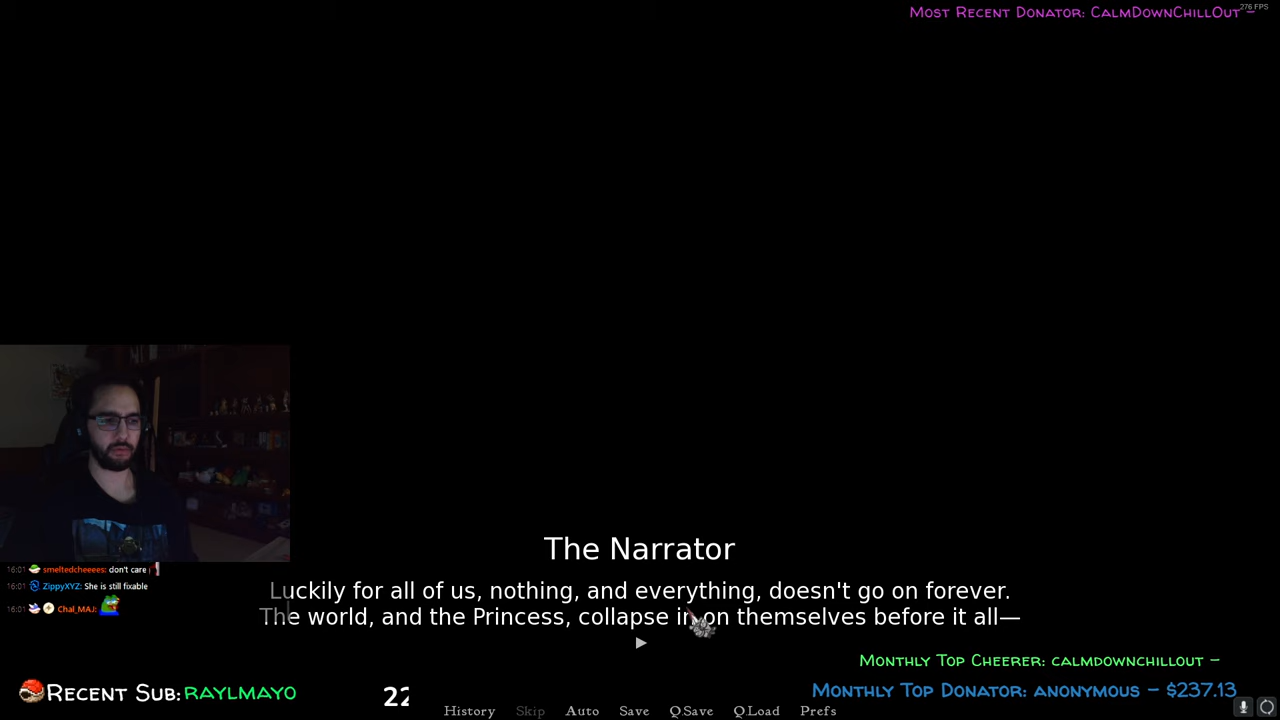 Most Recent Donator: CalmDownChillOut –
276 FPS
The Narrator
Luckily for all of us, nothing, and everything, doesn't go on forever.
The world, and the Princess, collapse in on themselves before it all—
16:01 smeltedcheeees: don't care
16:01 ZippyXYZ: She is still fixable
16:01 Chal_MAJ:
Monthly Top Cheerer: calmdownchillout –
Recent Sub: RAYLMAYO
22
Monthly Top Donator: anonymous – $237.13
History Skip Auto Save Q.Save Q.Load Prefs